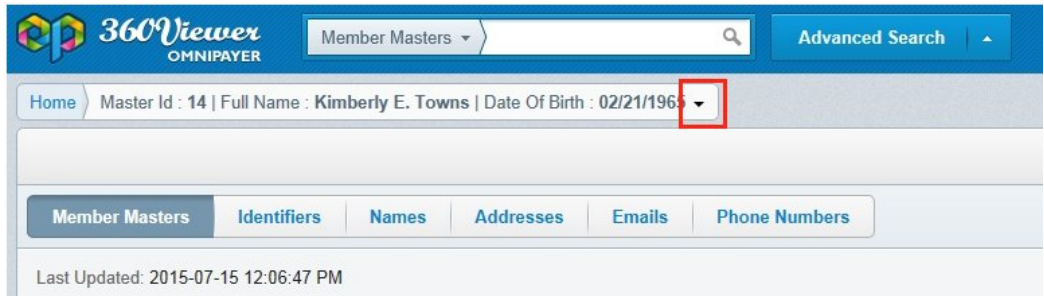 360Viewer
OMNIPAYER
Member Masters
Advanced Search
Home Master Id : 14 | Full Name : Kimberly E. Towns | Date Of Birth : 02/21/1965
Member Masters Identifiers Names Addresses Emails Phone Numbers
Last Updated: 2015-07-15 12:06:47 PM